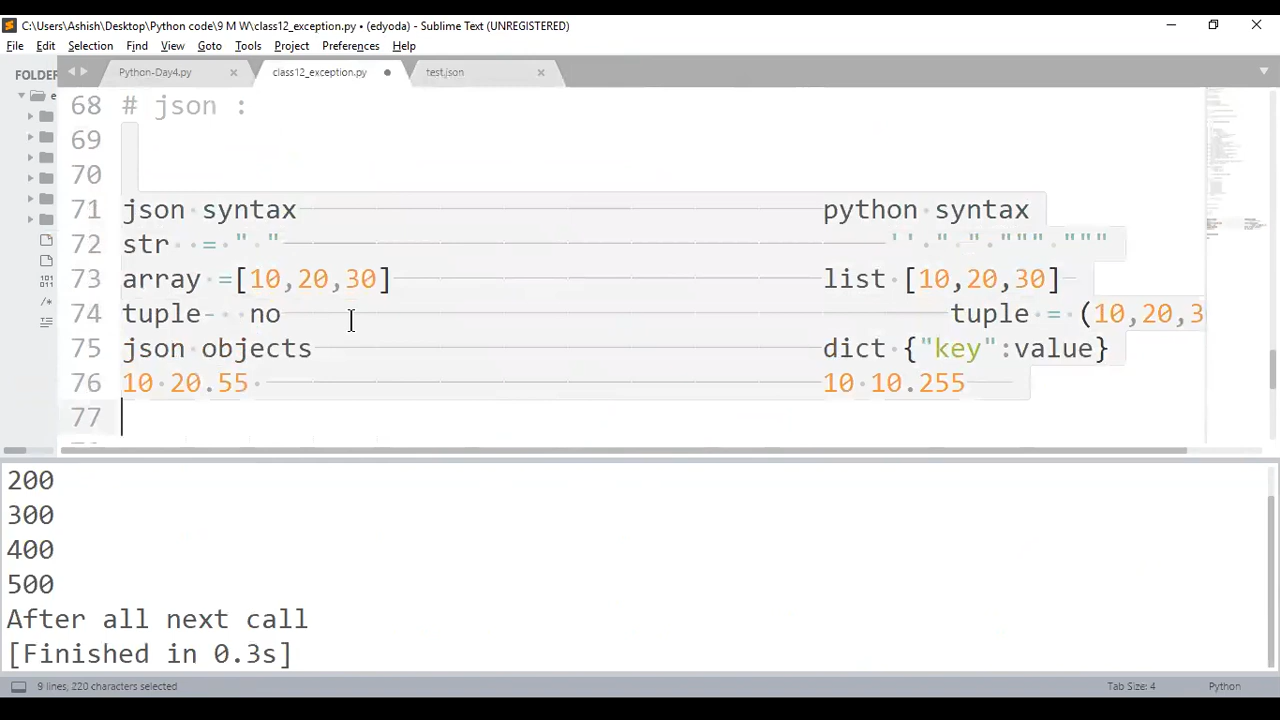 C:\Users\Ashish\Desktop\Python code\9 M W\class12_exception.py • (edyoda) - Sublime Text (UNREGISTERED)
File Edit Selection Find View Goto Tools Project Preferences Help
FOLDER Python-Day4.py class12_exception.py test.json
68 # json :
69
70
71 json syntax python syntax
72 str = " " '' " " """ """
73 array =[10,20,30] list [10,20,30]
74 tuple- no tuple = (10,20,3
75 json objects dict {"key":value}
76 10 20.55 10 10.255
77
200
300
400
500
After all next call
[Finished in 0.3s]
9 lines, 220 characters selected Tab Size: 4 Python